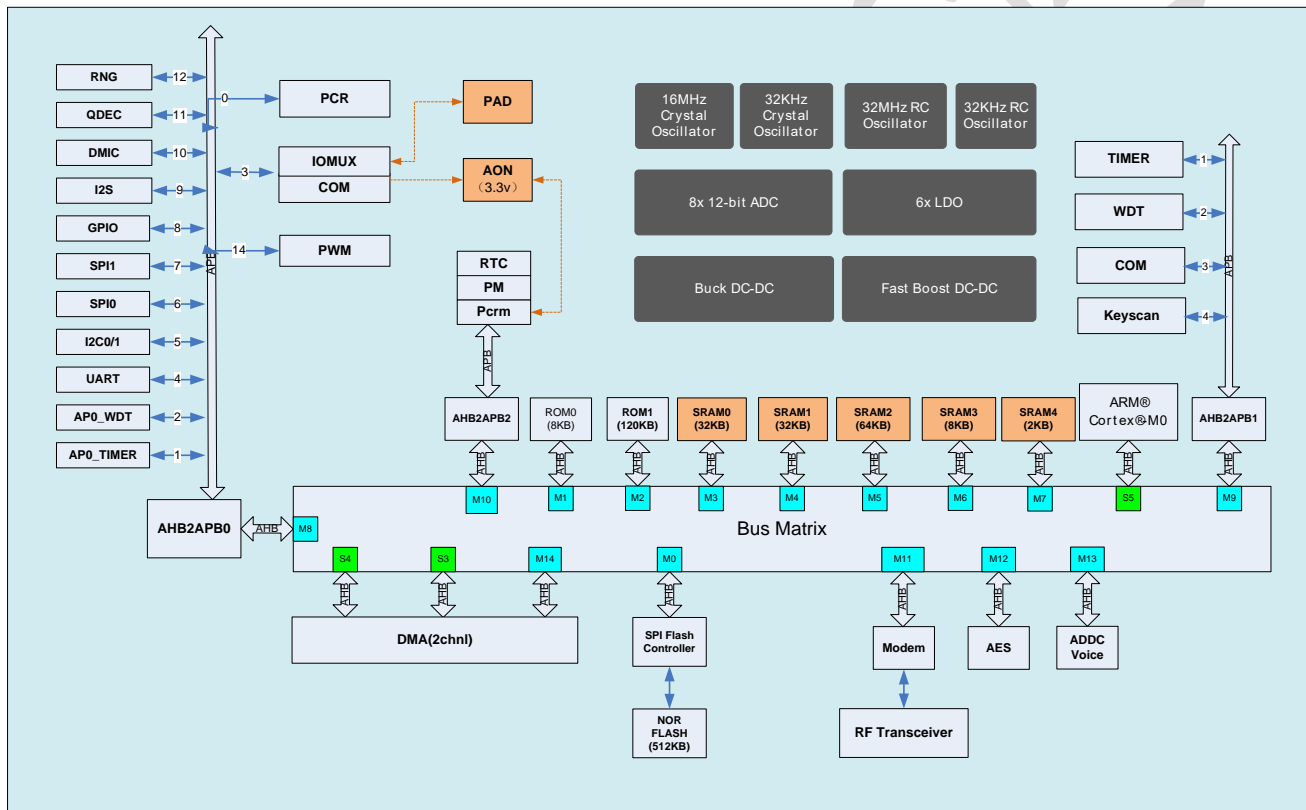 RNG
12
QDEC
11
DMIC
10
I2S
9
GPIO
8
SPI1
7
SPI0
6
I2C0/1
5
UART
4
AP0_WDT
2
AP0_TIMER
1
APB
0
PCR
3
IOMUX
COM
14
PWM
PAD
AON
（3.3v）
RTC
PM
Pcrm
APB
16MHz
Crystal
Oscillator
32KHz
Crystal
Oscillator
32MHz RC
Oscillator
32KHz RC
Oscillator
8x 12-bit ADC
6x LDO
Buck DC-DC
Fast Boost DC-DC
TIMER
1
WDT
2
COM
3
Keyscan
4
APB
AHB2APB2
ROM0
(8KB)
ROM1
(120KB)
SRAM0
(32KB)
SRAM1
(32KB)
SRAM2
(64KB)
SRAM3
(8KB)
SRAM4
(2KB)
ARM®
Cortex®-M0
AHB2APB1
AHB
AHB
AHB
AHB
AHB
AHB
AHB
AHB
AHB
AHB
M10
M1
M2
M3
M4
M5
M6
M7
S5
M9
AHB2APB0
AHB
M8
Bus Matrix
S4
S3
M14
M0
M11
M12
M13
AHB
AHB
AHB
AHB
AHB
AHB
AHB
DMA(2chnl)
SPI Flash
Controller
Modem
AES
ADDC
Voice
NOR
FLASH
(512KB)
RF Transceiver